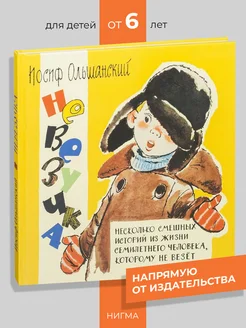 для детей от 6 лет
Иосиф Ольшанский
Невезучка
НЕСКОЛЬКО СМЕШНЫХ
ИСТОРИЙ ИЗ ЖИЗНИ
СЕМИЛЕТНЕГО ЧЕЛОВЕКА,
КОТОРОМУ НЕ ВЕЗЁТ
НАПРЯМУЮ
ОТ ИЗДАТЕЛЬСТВА
НИГМА